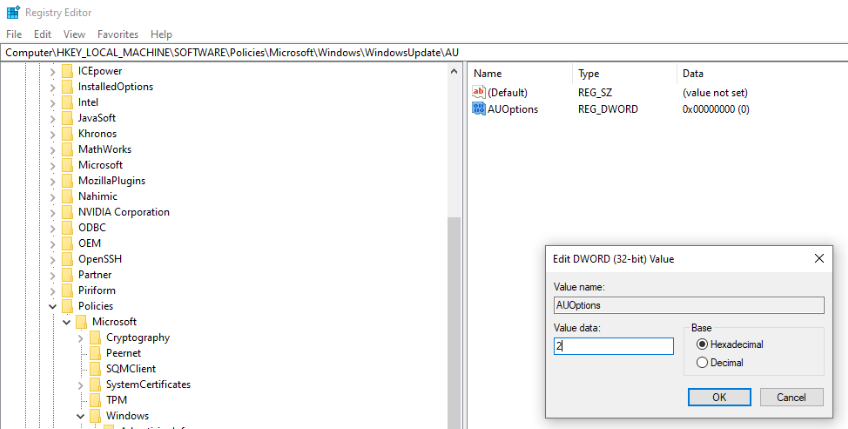 Registry Editor
File Edit View Favorites Help
Computer\HKEY_LOCAL_MACHINE\SOFTWARE\Policies\Microsoft\Windows\WindowsUpdate\AU
ICEpower
InstalledOptions
Intel
JavaSoft
Khronos
MathWorks
Microsoft
MozillaPlugins
Nahimic
NVIDIA Corporation
ODBC
OEM
OpenSSH
Partner
Piriform
Policies
Microsoft
Cryptography
Peernet
SQMClient
SystemCertificates
TPM
Windows
Name Type Data
ab (Default) REG_SZ (value not set)
AUOptions REG_DWORD 0x00000000 (0)
Edit DWORD (32-bit) Value
Value name:
AUOptions
Value data:
2
Base
Hexadecimal
Decimal
OK Cancel